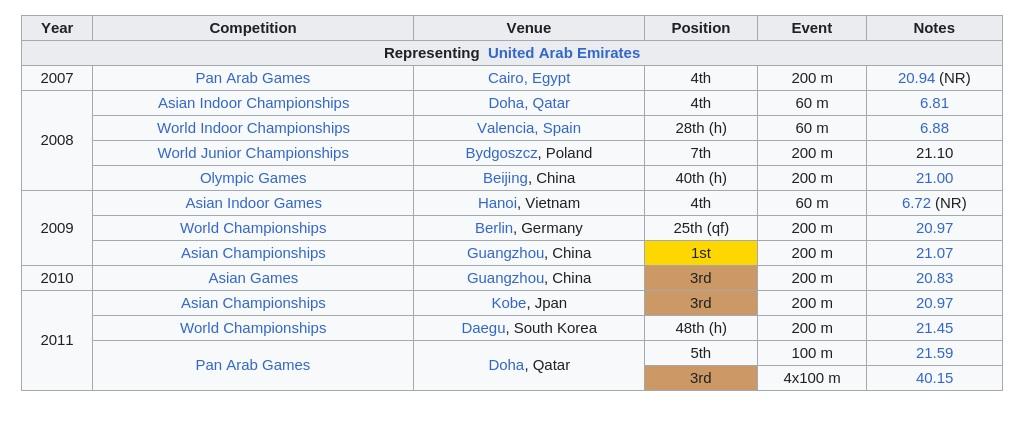 Year Competition Venue Position Event Notes
Representing United Arab Emirates
2007 Pan Arab Games Cairo, Egypt 4th 200 m 20.94 (NR)
2008 Asian Indoor Championships Doha, Qatar 4th 60 m 6.81
World Indoor Championships Valencia, Spain 28th (h) 60 m 6.88
World Junior Championships Bydgoszcz, Poland 7th 200 m 21.10
Olympic Games Beijing, China 40th (h) 200 m 21.00
2009 Asian Indoor Games Hanoi, Vietnam 4th 60 m 6.72 (NR)
World Championships Berlin, Germany 25th (qf) 200 m 20.97
Asian Championships Guangzhou, China 1st 200 m 21.07
2010 Asian Games Guangzhou, China 3rd 200 m 20.83
2011 Asian Championships Kobe, Jpan 3rd 200 m 20.97
World Championships Daegu, South Korea 48th (h) 200 m 21.45
Pan Arab Games Doha, Qatar 5th 100 m 21.59
3rd 4x100 m 40.15